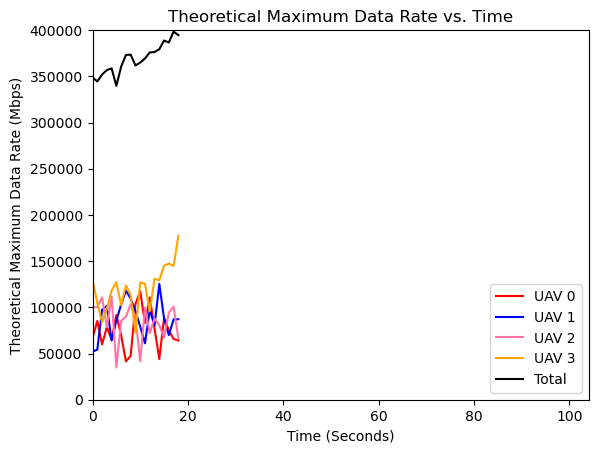 Theoretical Maximum Data Rate vs. Time
Theoretical Maximum Data Rate (Mbps)
400000
350000
300000
250000
200000
150000
100000
50000
0
UAV 0
UAV 1
UAV 2
UAV 3
Total
0 20 40 60 80 100
Time (Seconds)